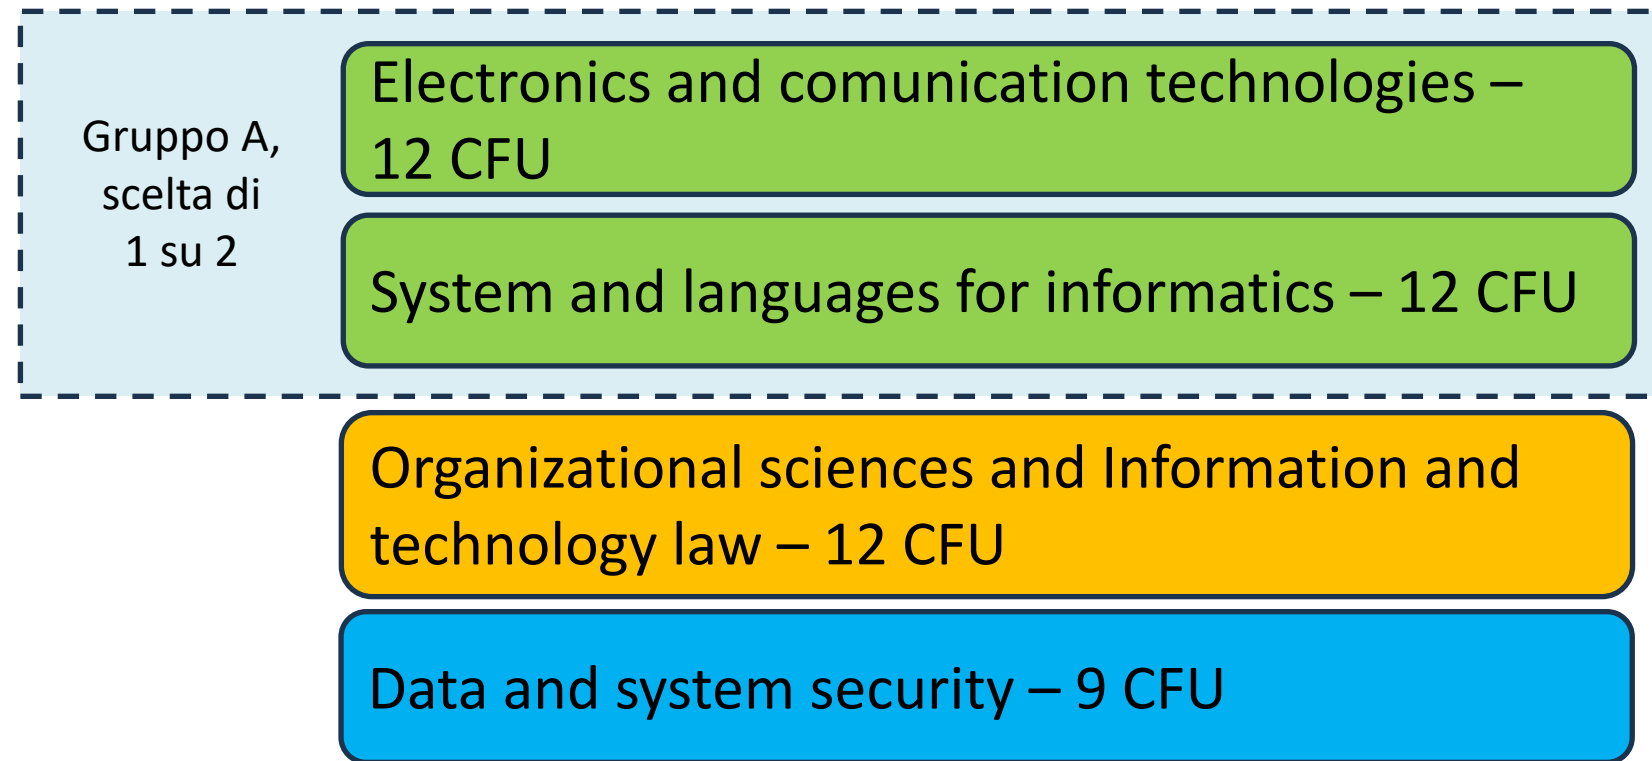 Gruppo A,
scelta di
1 su 2
Electronics and comunication technologies –
12 CFU
System and languages for informatics – 12 CFU
Organizational sciences and Information and
technology law – 12 CFU
Data and system security – 9 CFU